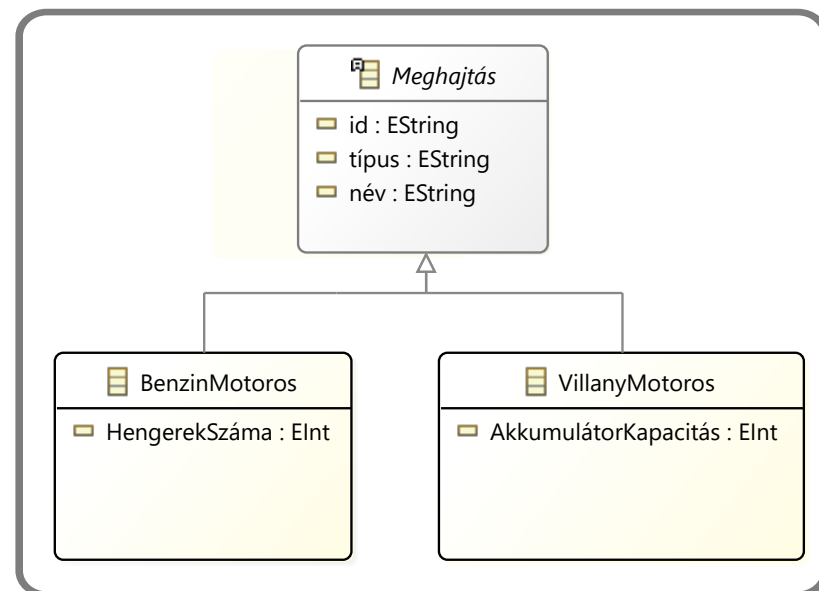 Meghajtás
id : EString
típus : EString
név : EString
BenzinMotoros
HengerekSzáma : EInt
VillanyMotoros
AkkumulátorKapacitás : EInt